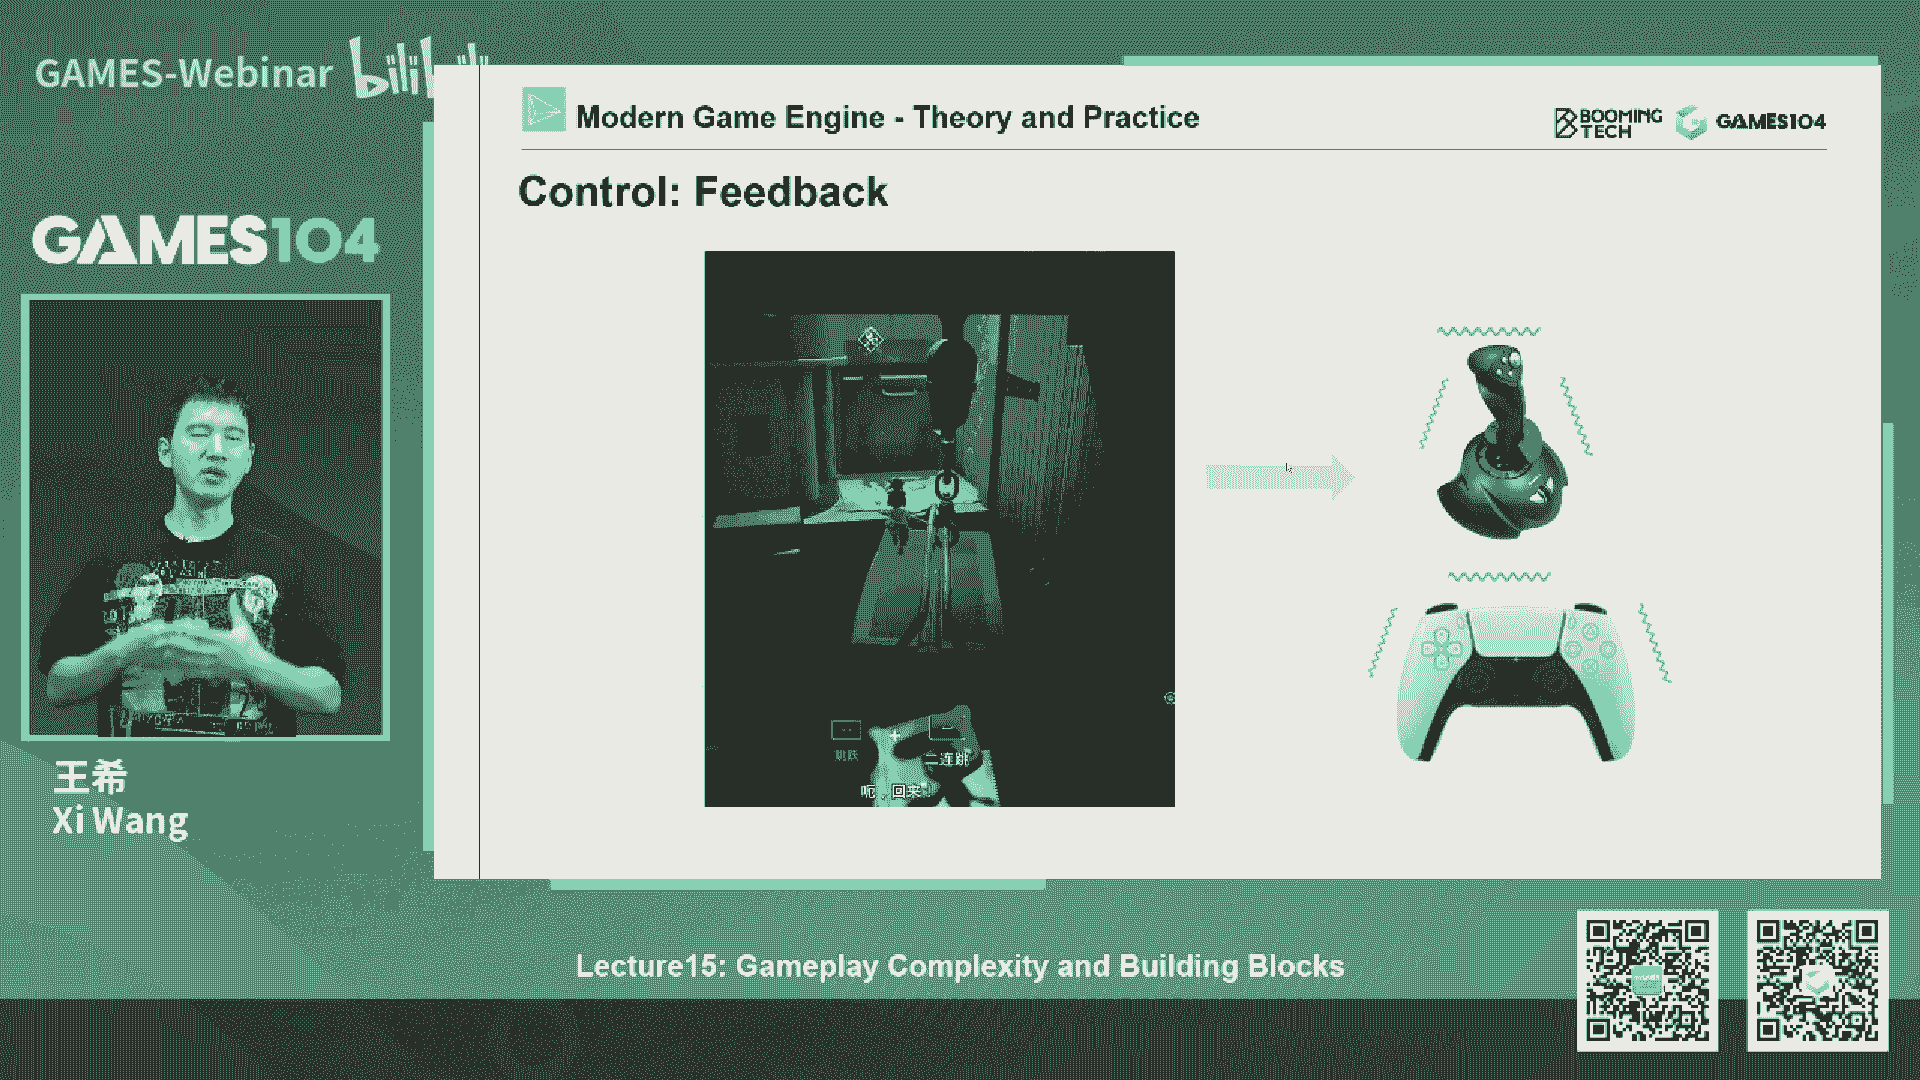 GAMES-Webinar
bilibili
Modern Game Engine - Theory and Practice
BOOMING
TECH
GAMES104
Control: Feedback
GAMES104
跳跃
二连跳
呃 回来
王希
Xi Wang
Lecture15: Gameplay Complexity and Building Blocks